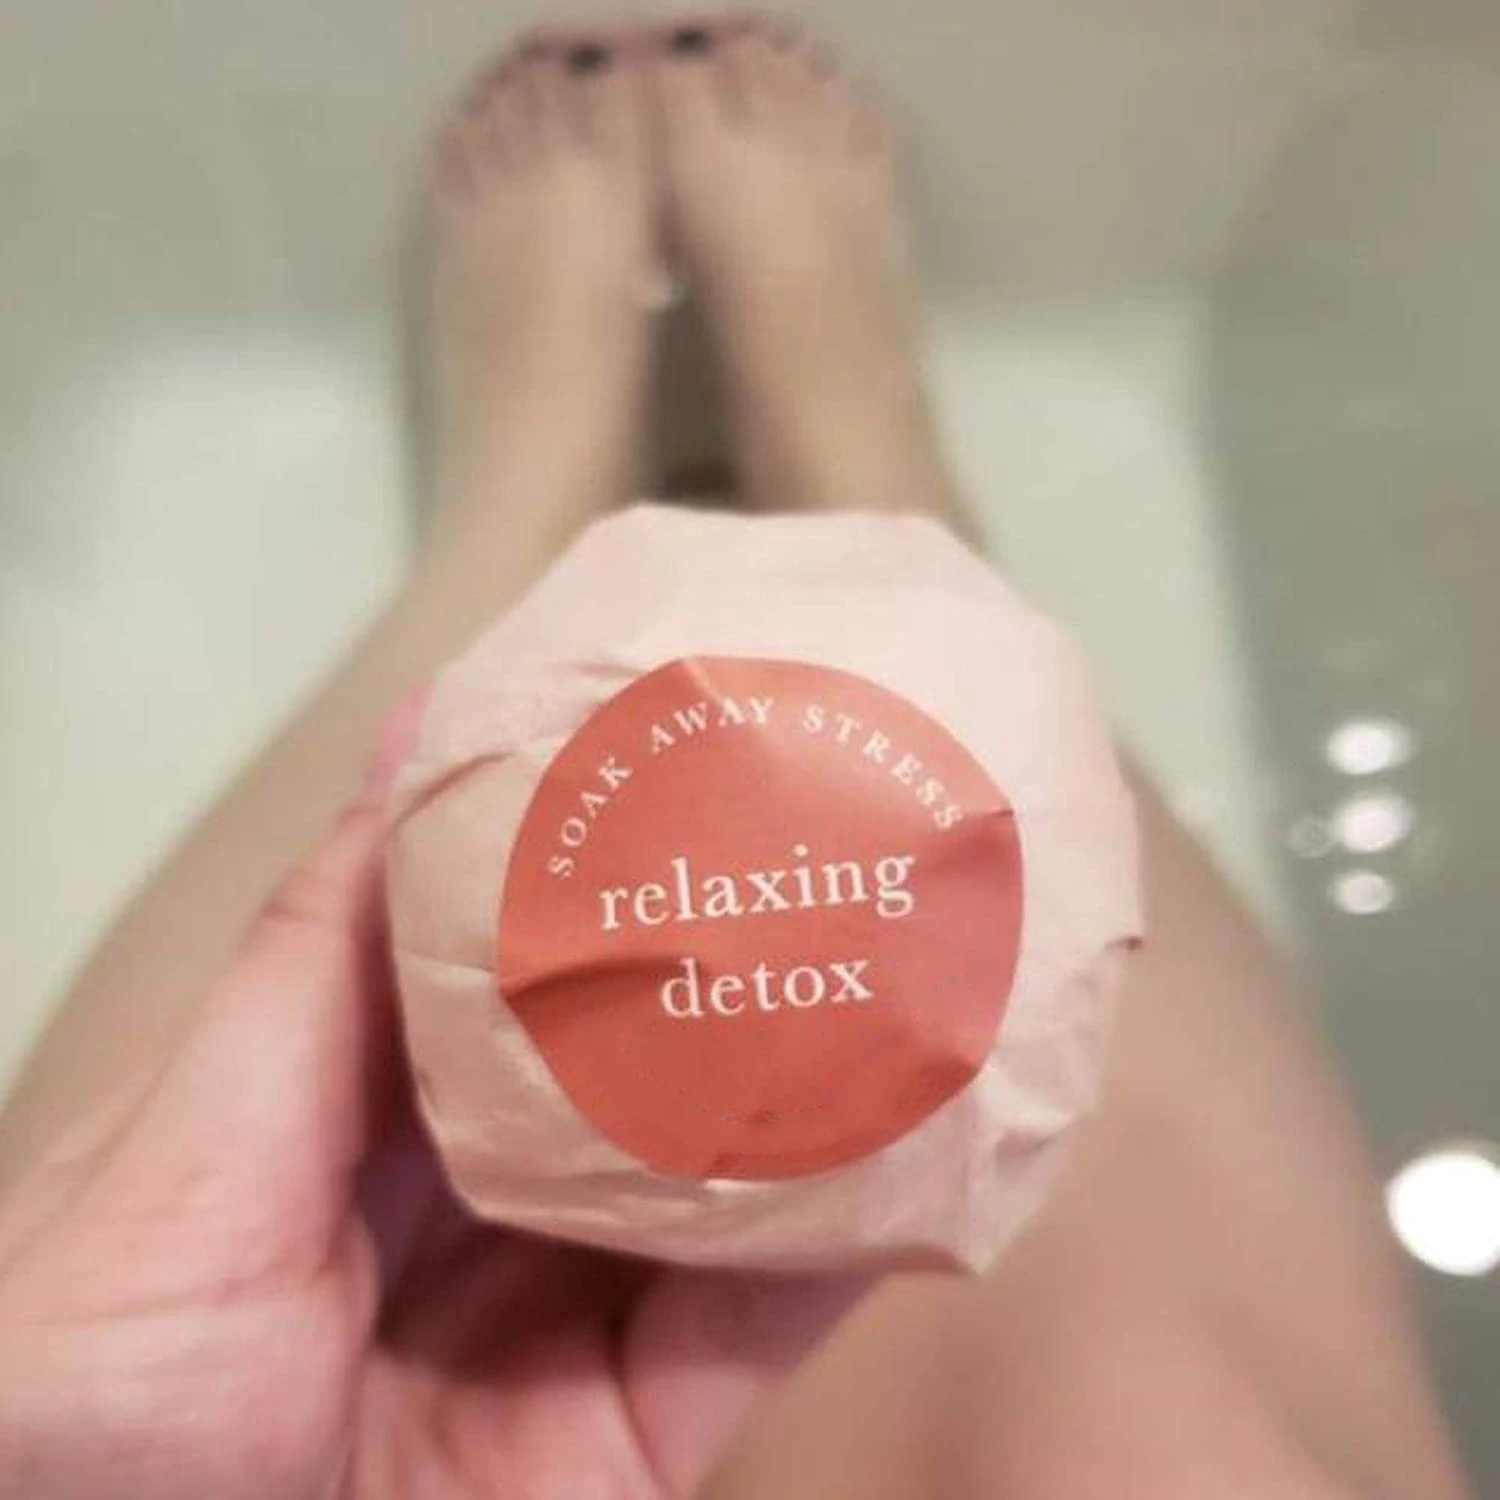 SOAK AWAY STRESS
relaxing
detox